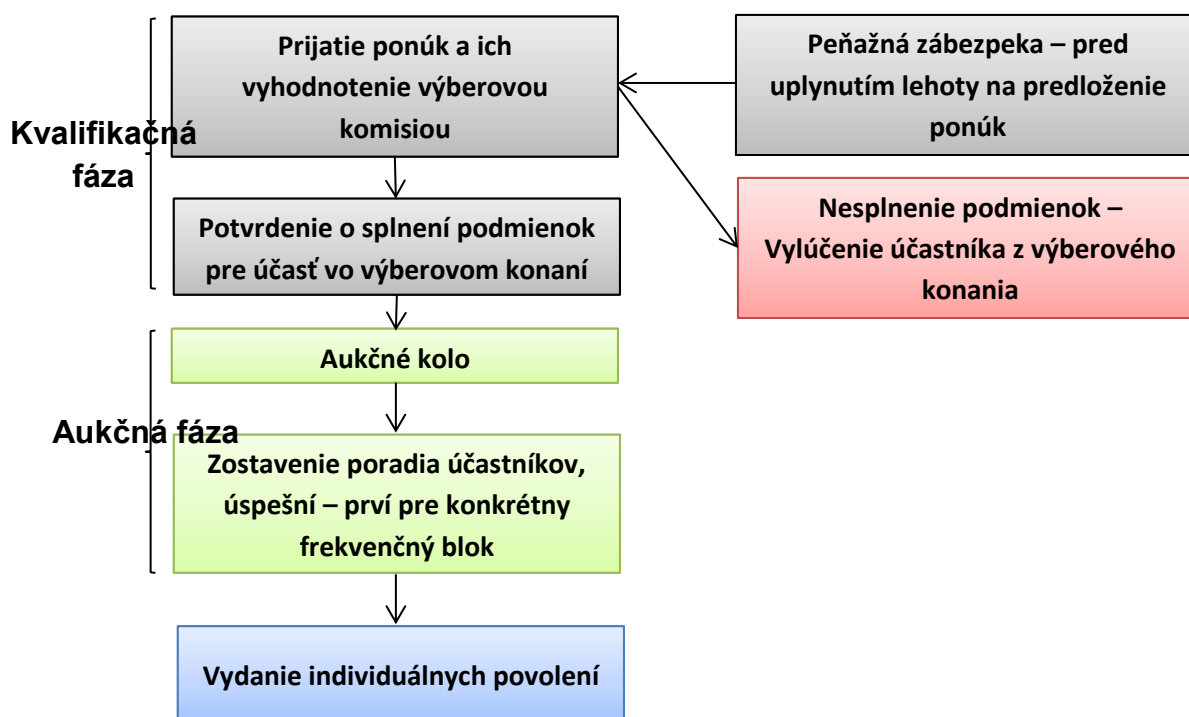 Kvalifikačná
fáza
Prijatie ponúk a ich
vyhodnotenie výberovou
komisiou
Peňažná zábezpeka – pred
uplynutím lehoty na predloženie
ponúk
Potvrdenie o splnení podmienok
pre účasť vo výberovom konaní
Nesplnenie podmienok –
Vylúčenie účastníka z výberového
konania
Aukčná fáza
Aukčné kolo
Zostavenie poradia účastníkov,
úspešní – prví pre konkrétny
frekvenčný blok
Vydanie individuálnych povolení